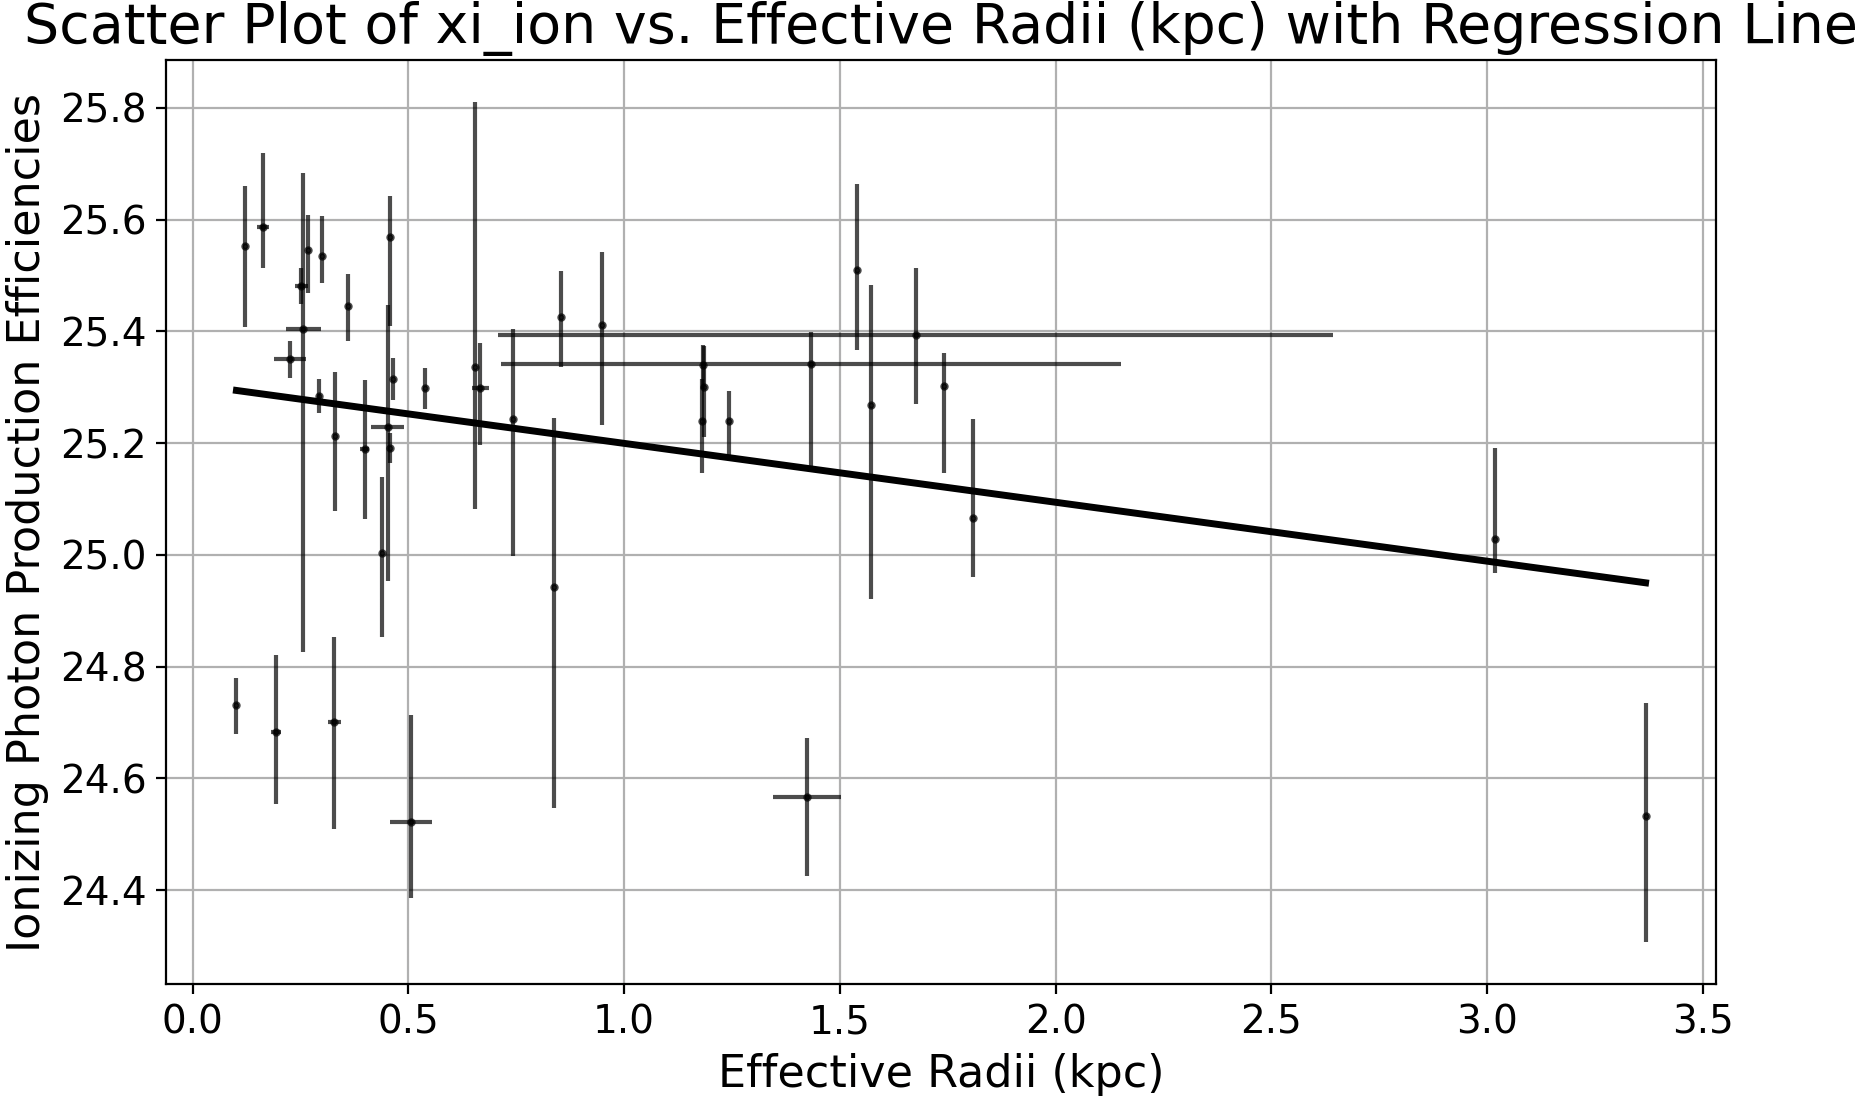 Scatter Plot of xi_ion vs. Effective Radii (kpc) with Regression Line
Ionizing Photon Production Efficiencies
25.8
25.6
25.4
25.2
25.0
24.8
24.6
24.4
0.0 0.5 1.0 1.5 2.0 2.5 3.0 3.5
Effective Radii (kpc)